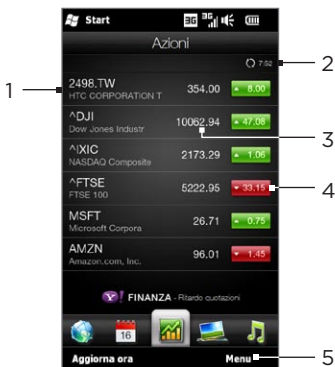 Start
Azioni
7:52
2498.TW 354.00 8.00
HTC CORPORATION T
^DJI 10062.94 47.08
Dow Jones Industr
^IXIC 2173.29 1.06
NASDAQ Composite
^FTSE 5222.95 33.15
FTSE 100
MSFT 26.71 0.75
Microsoft Corpora
AMZN 96.01 1.45
Amazon.com, Inc.
Y! FINANZA - Ritardo quotazioni
16
Aggiorna ora Menu
1
2
3
4
5